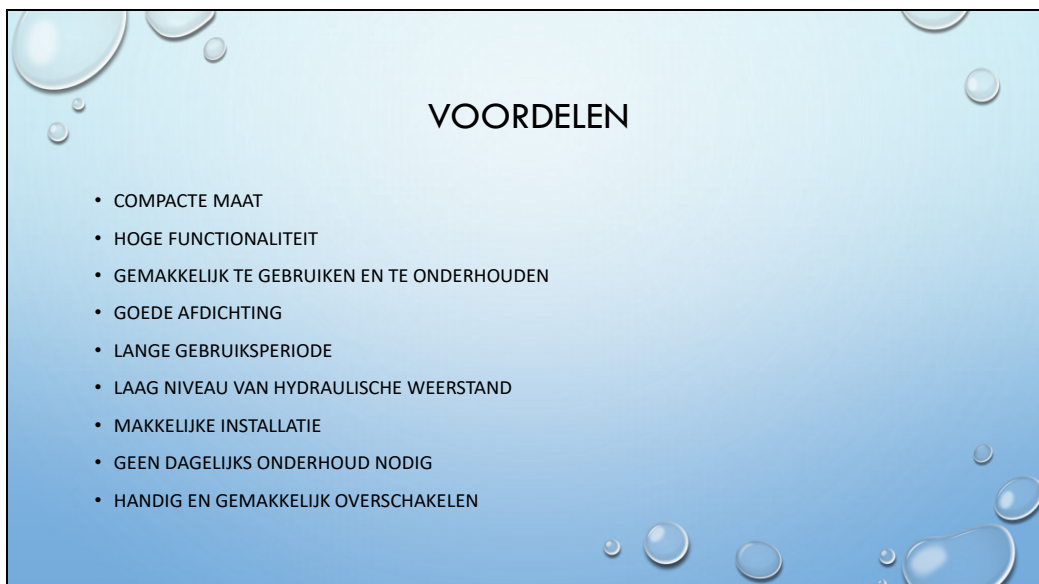 VOORDELEN
• COMPACTE MAAT
• HOGE FUNCTIONALITEIT
• GEMAKKELIJK TE GEBRUIKEN EN TE ONDERHOUDEN
• GOEDE AFDICHTING
• LANGE GEBRUIKSPERIODE
• LAAG NIVEAU VAN HYDRAULISCHE WEERSTAND
• MAKKELIJKE INSTALLATIE
• GEEN DAGELIJKS ONDERHOUD NODIG
• HANDIG EN GEMAKKELIJK OVERSCHAKELEN